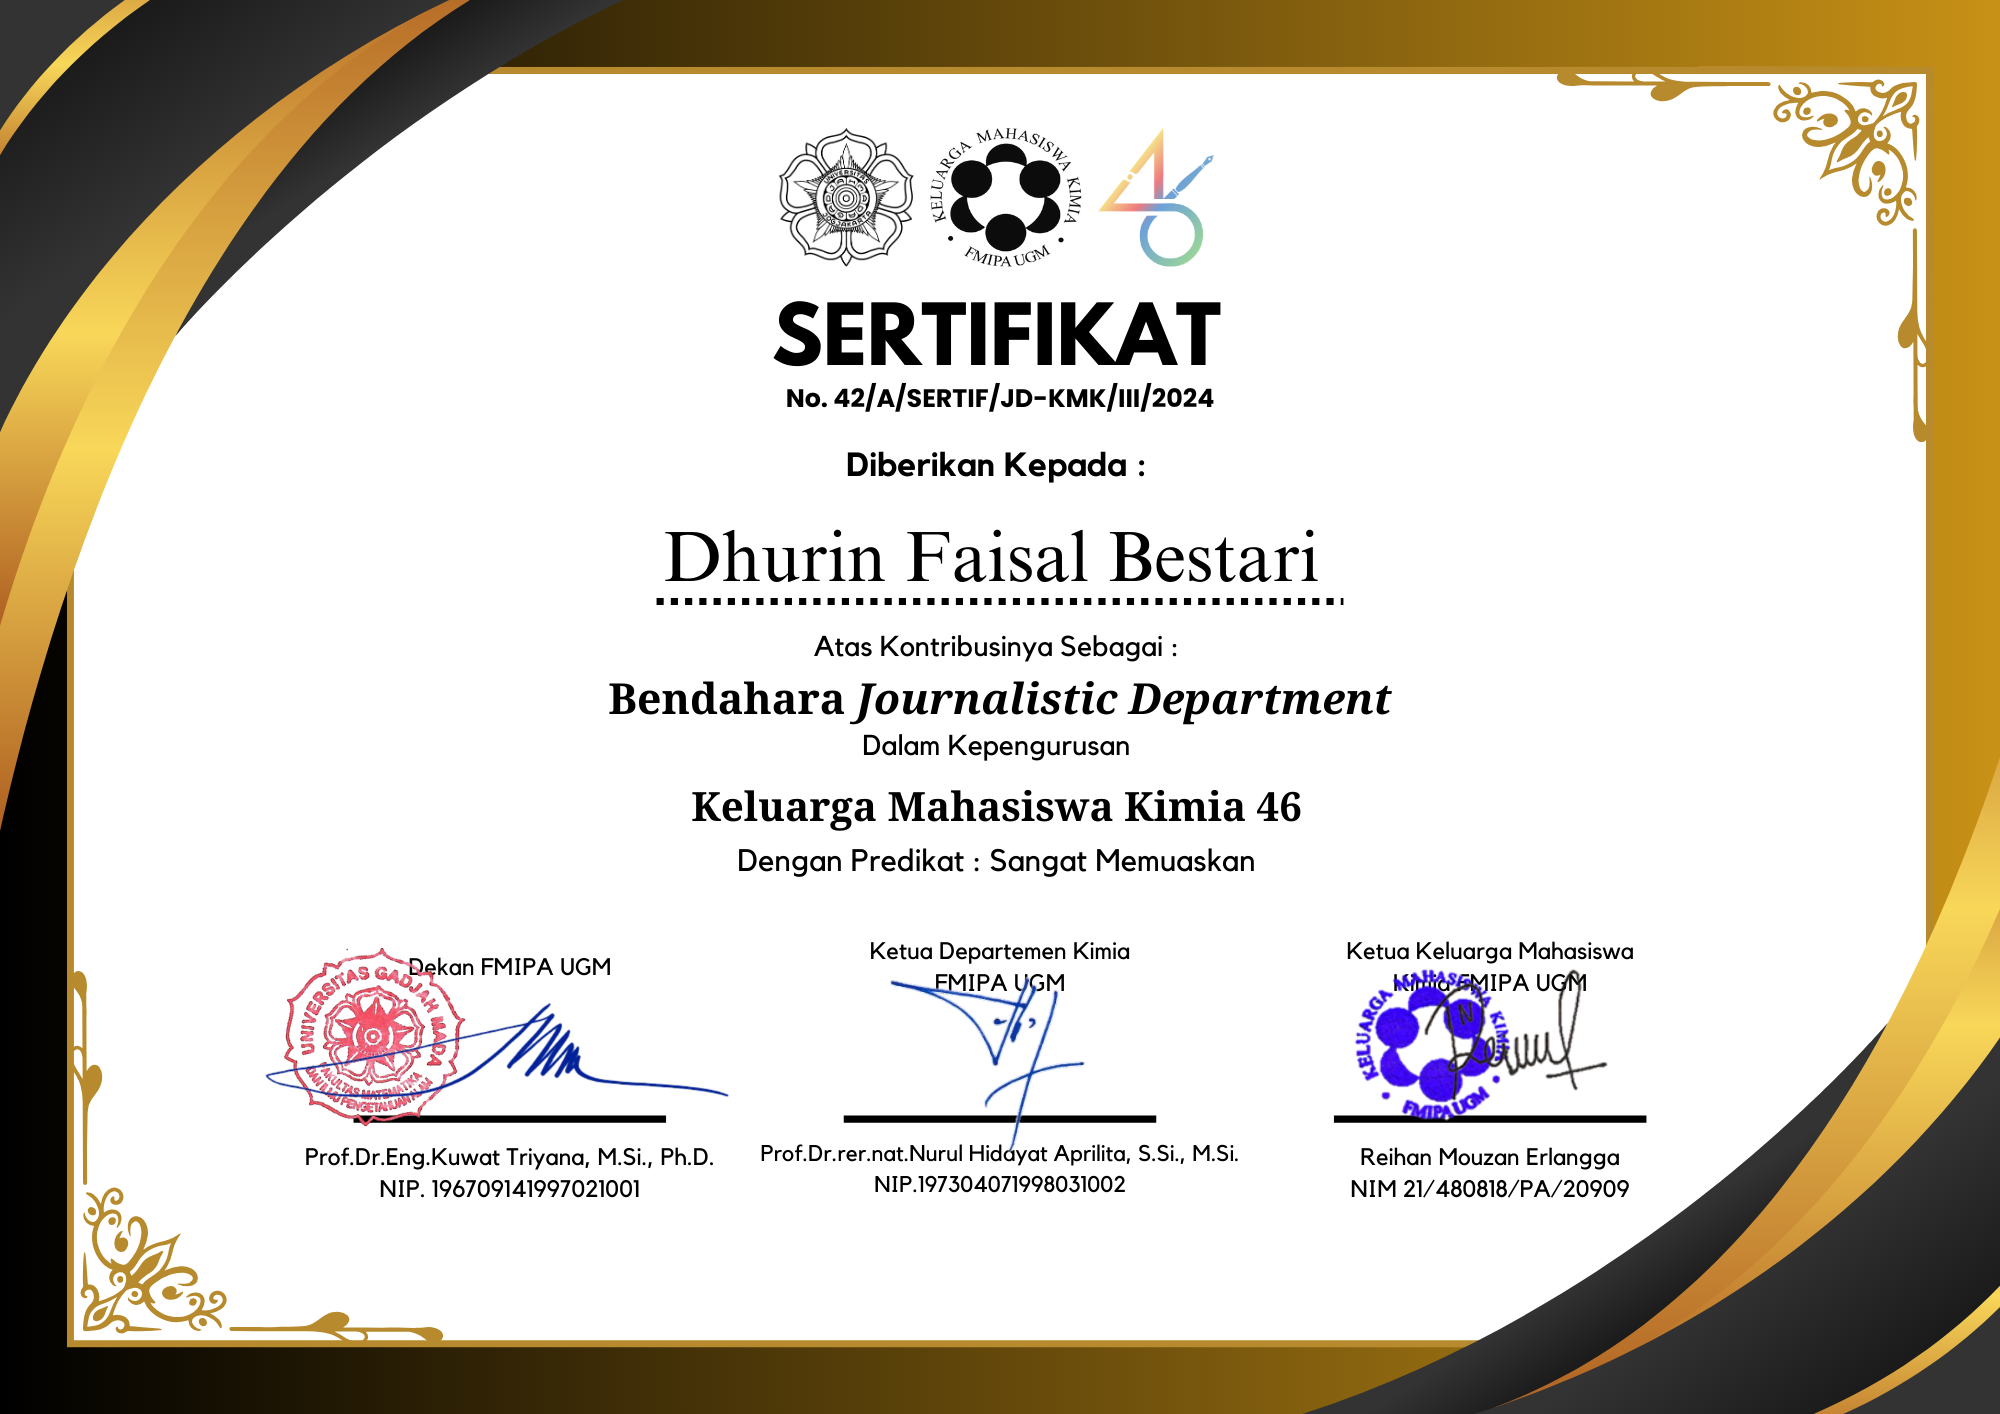 UNIVERSITAS
JOGJAKARTA
KELUARGA MAHASISWA KIMIA
• FMIPA UGM •
46
SERTIFIKAT
No. 42/A/SERTIF/JD-KMK/III/2024
Diberikan Kepada :
Dhurin Faisal Bestari
Atas Kontribusinya Sebagai :
Bendahara Journalistic Department
Dalam Kepengurusan
Keluarga Mahasiswa Kimia 46
Dengan Predikat : Sangat Memuaskan
Dekan FMIPA UGM
UNIVERSITAS GADJAH MADA
FAKULTAS MATEMATIKA
DAN ILMU PENGETAHUAN ALAM
Prof.Dr.Eng.Kuwat Triyana, M.Si., Ph.D.
NIP. 196709141997021001
Ketua Departemen Kimia
FMIPA UGM
Prof.Dr.rer.nat.Nurul Hidayat Aprilita, S.Si., M.Si.
NIP.197304071998031002
Ketua Keluarga Mahasiswa
Kimia FMIPA UGM
KELUARGA MAHASISWA KIMIA
• FMIPA UGM •
Reihan Mouzan Erlangga
NIM 21/480818/PA/20909